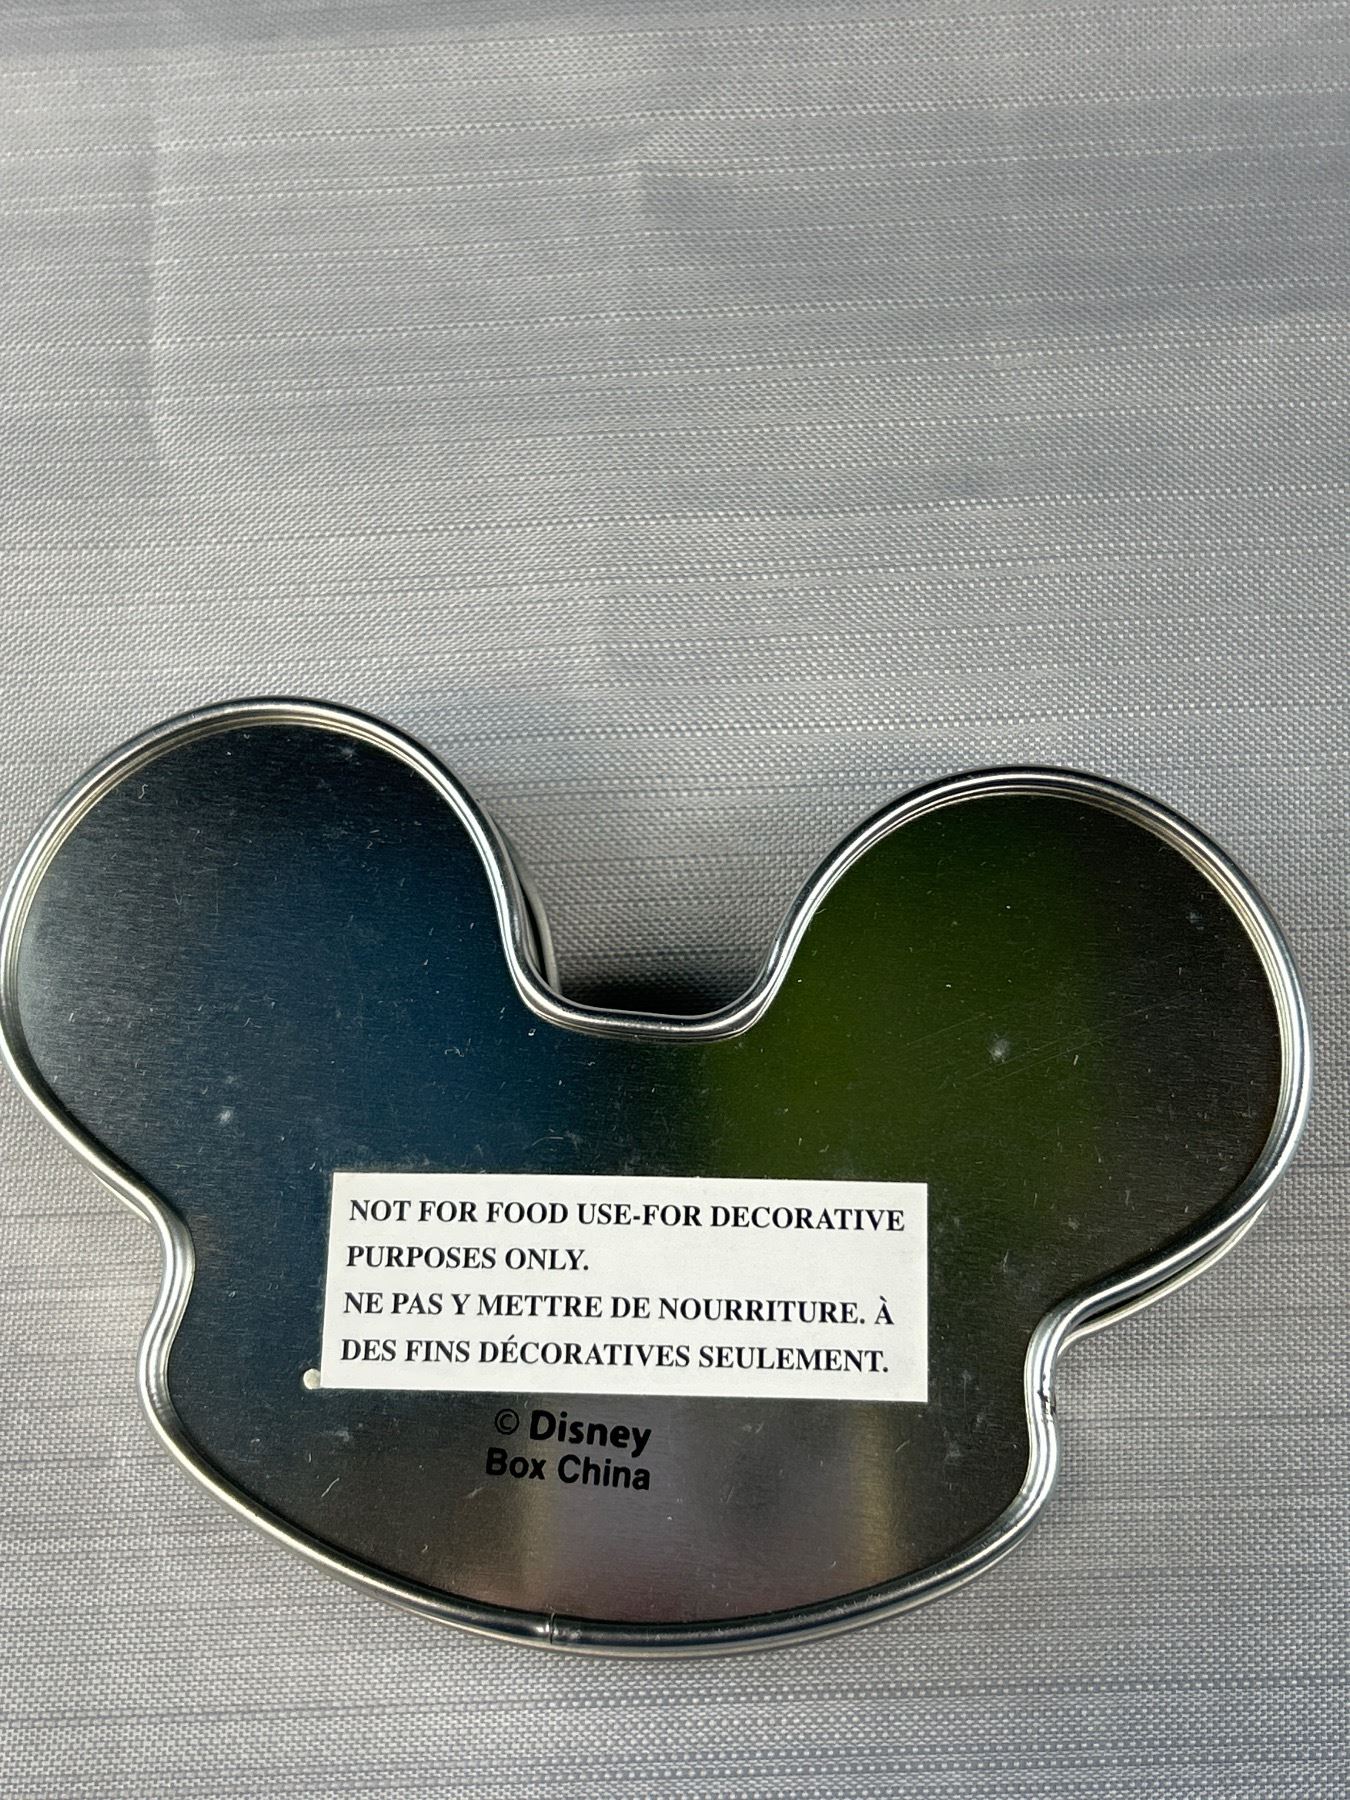 NOT FOR FOOD USE-FOR DECORATIVE
PURPOSES ONLY.
NE PAS Y METTRE DE NOURRITURE. À
DES FINS DÉCORATIVES SEULEMENT.
© Disney
Box China